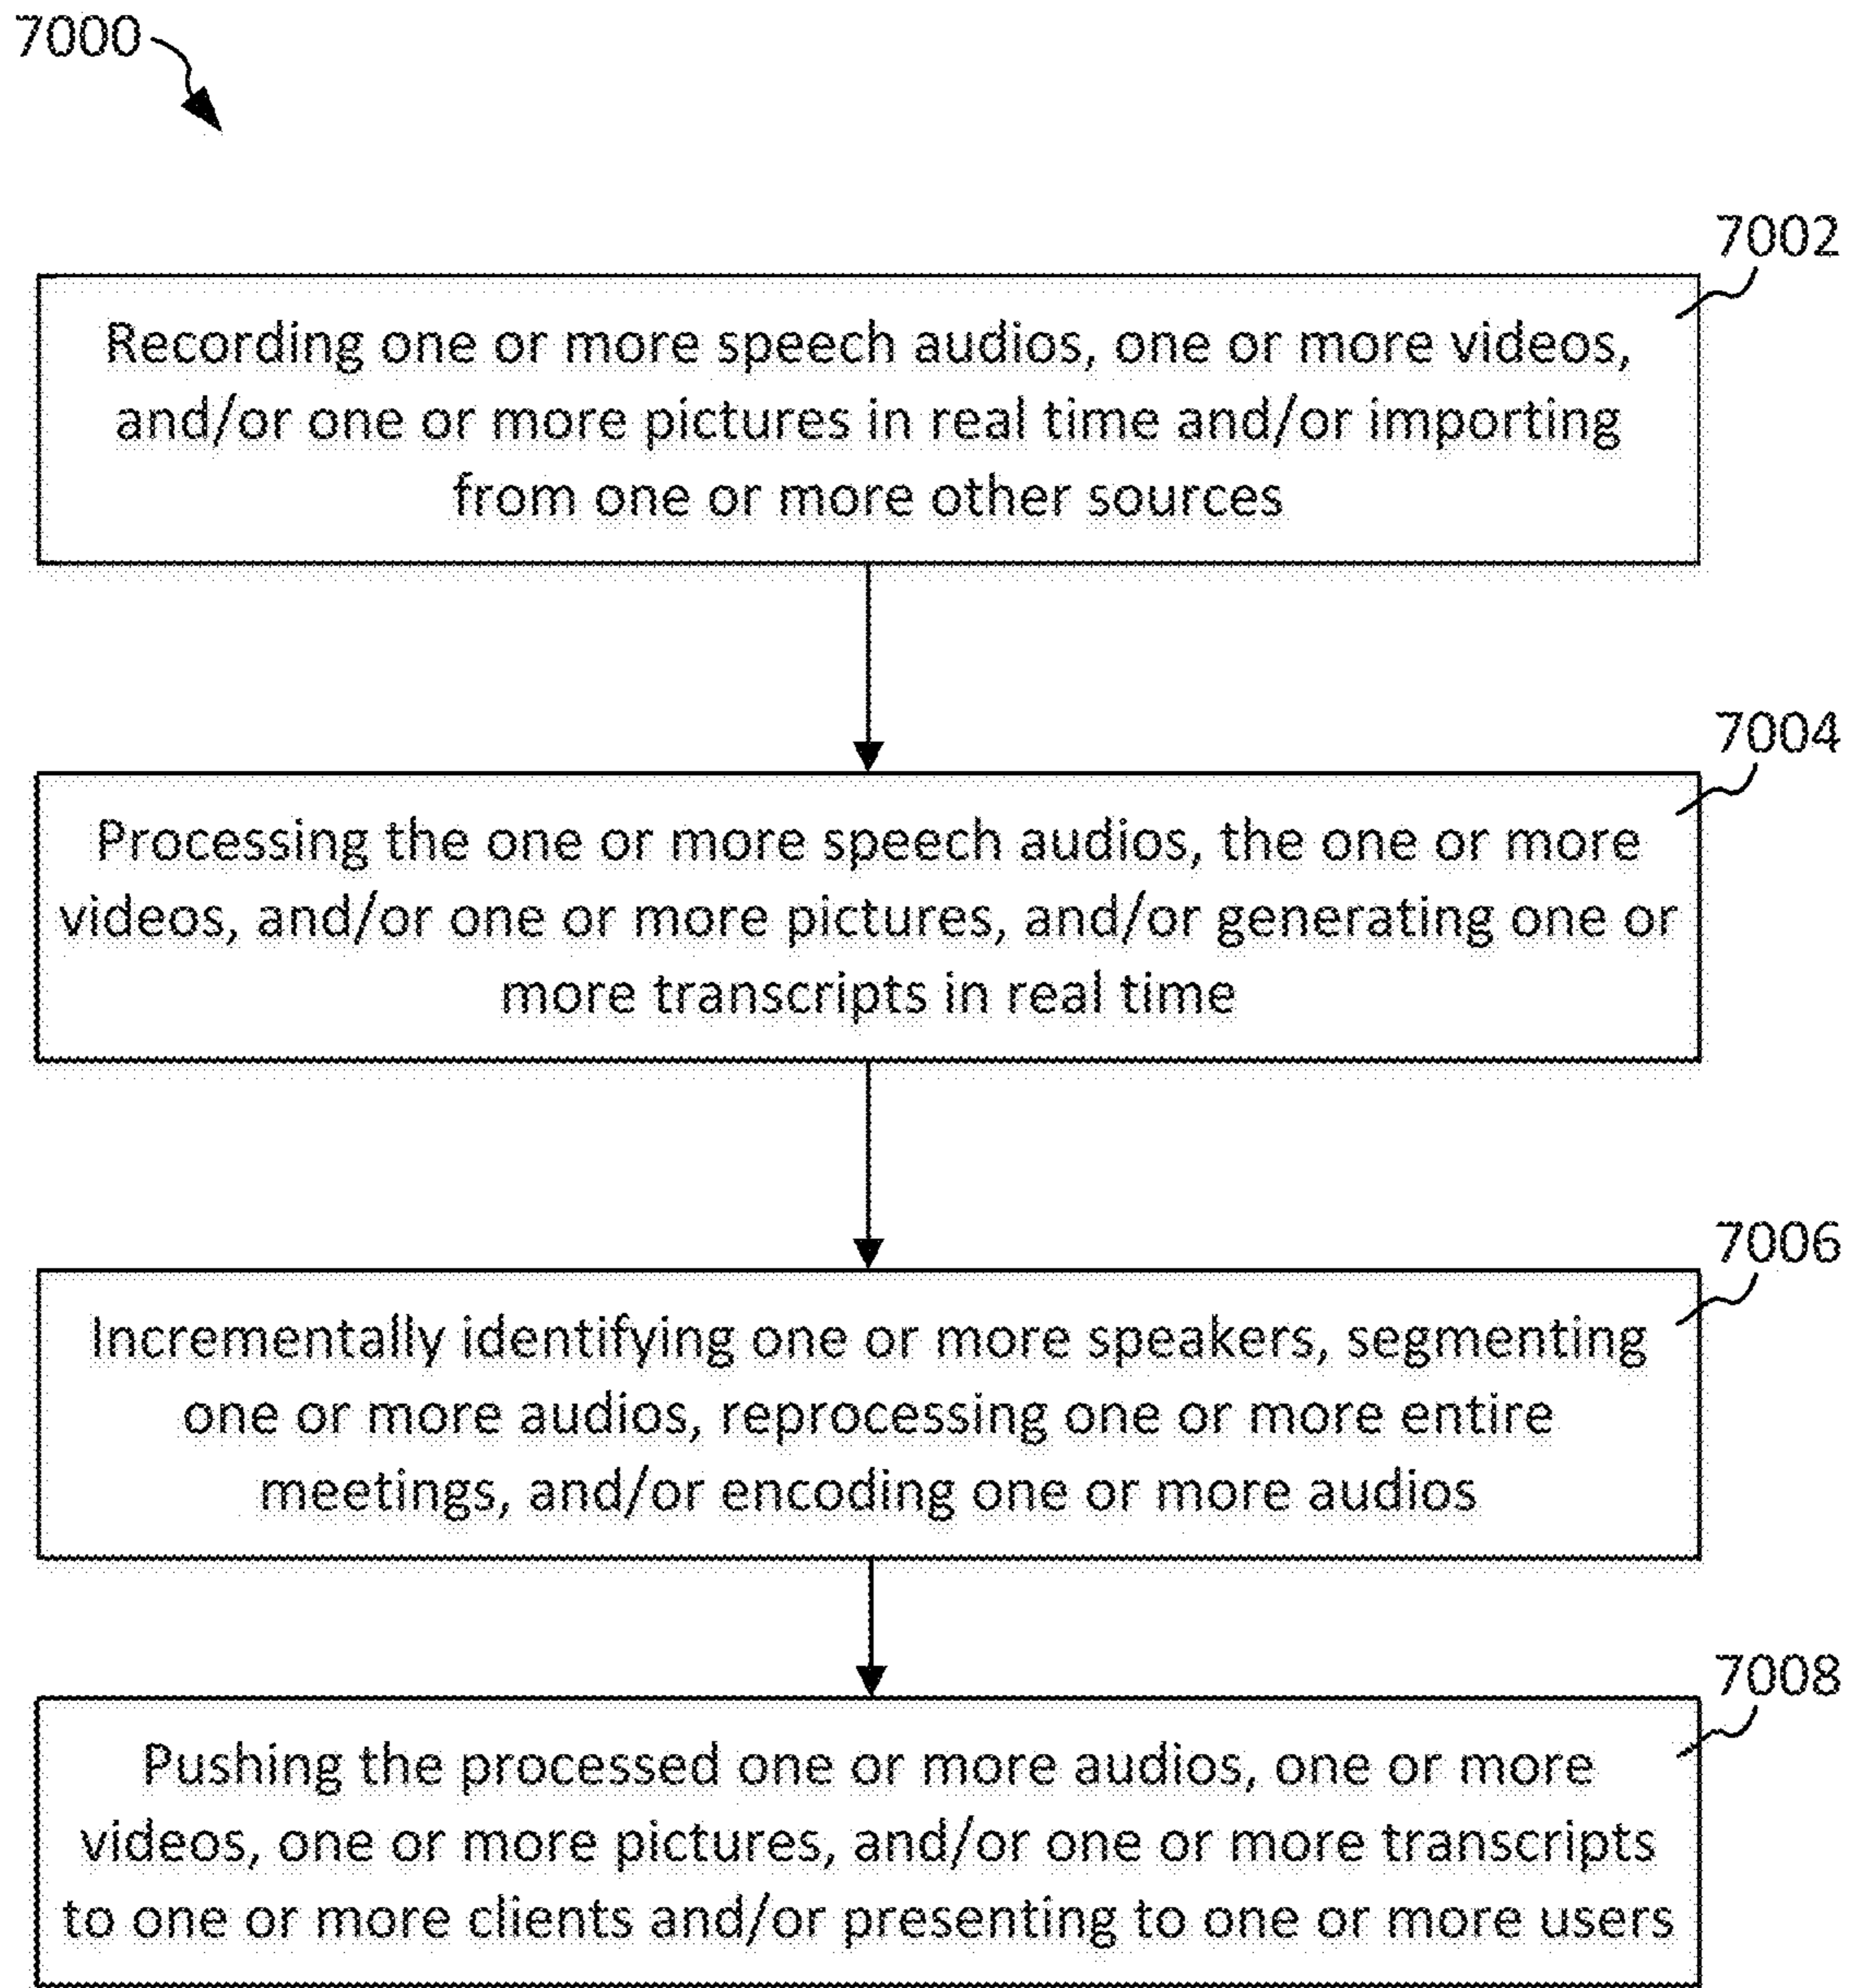 7000
7002
Recording one or more speech audios, one or more videos,
and/or one or more pictures in real time and/or importing
from one or more other sources
7004
Processing the one or more speech audios, the one or more
videos, and/or one or more pictures, and/or generating one or
more transcripts in real time
7006
Incrementally identifying one or more speakers, segmenting
one or more audios, reprocessing one or more entire
meetings, and/or encoding one or more audios
7008
Pushing the processed one or more audios, one or more
videos, one or more pictures, and/or one or more transcripts
to one or more clients and/or presenting to one or more users